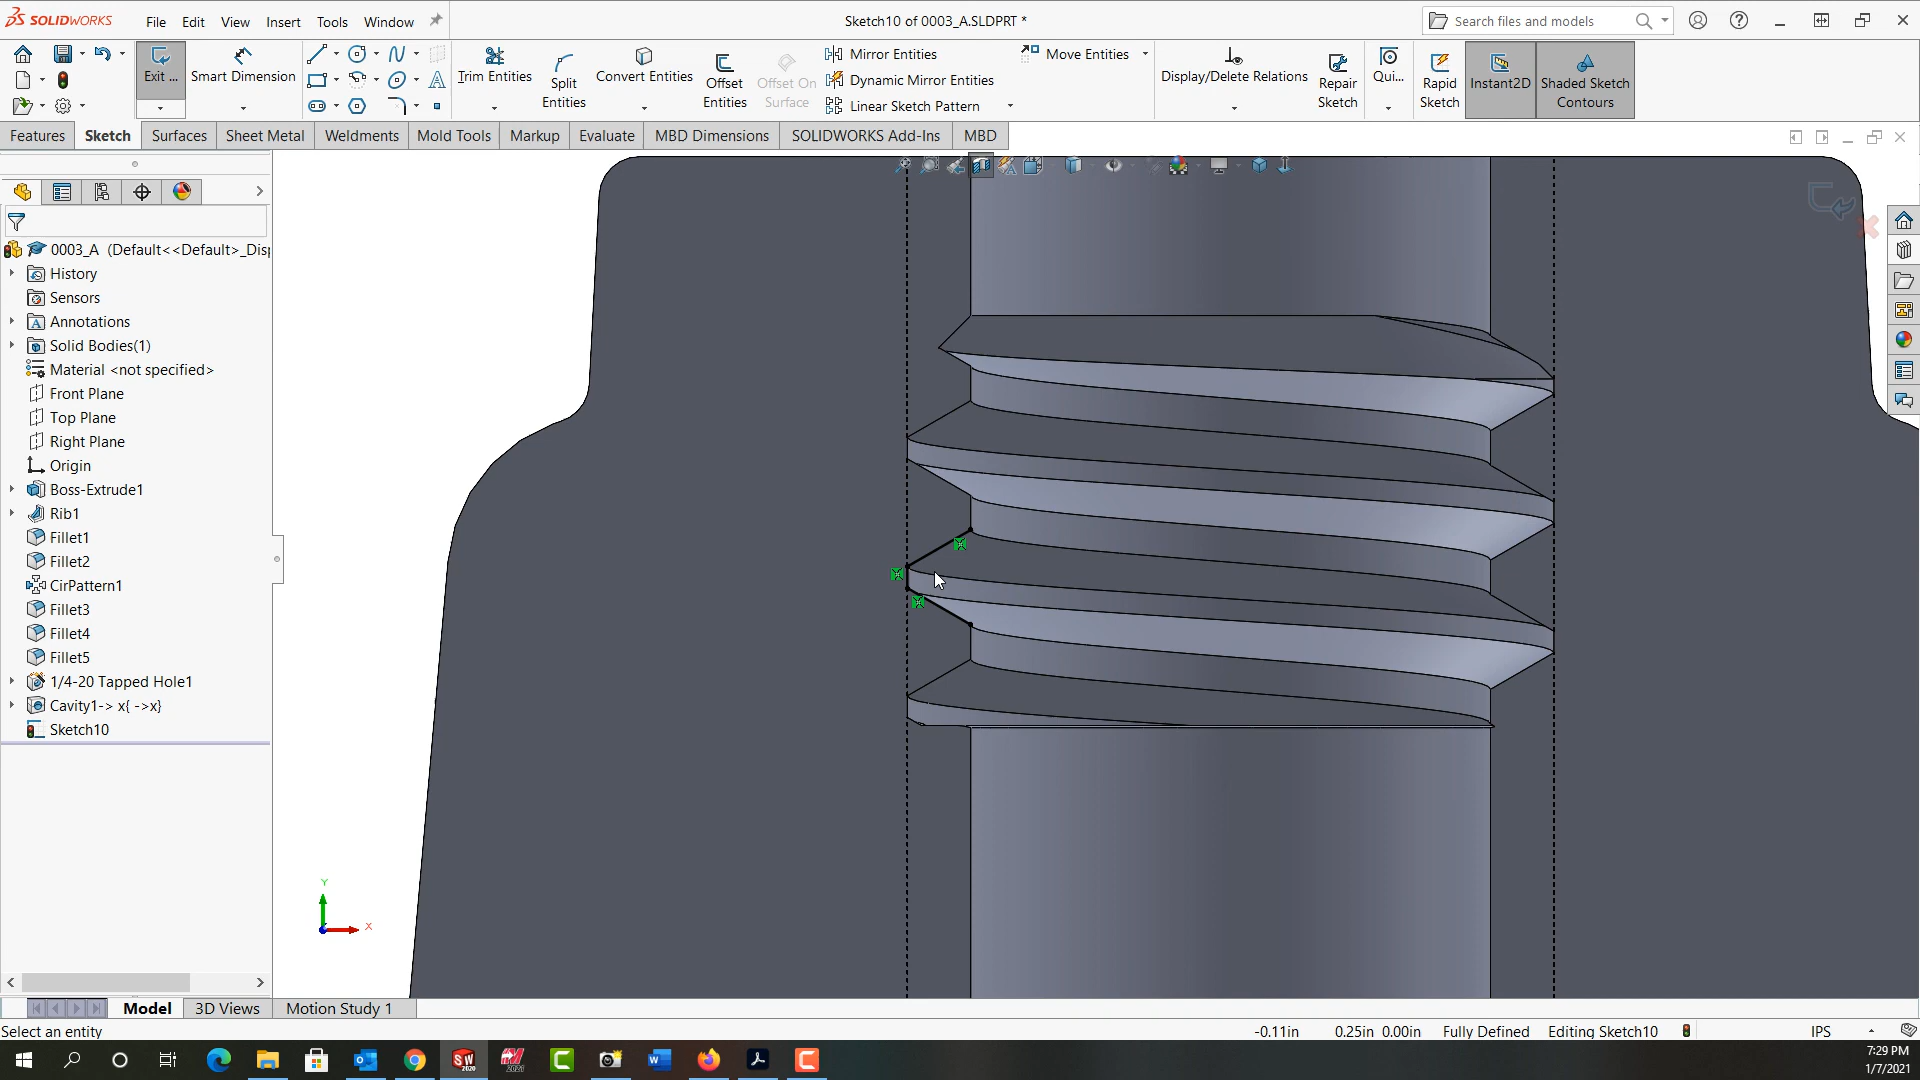 SOLIDWORKS File Edit View Insert Tools Window Sketch10 of 0003_A.SLDPRT * Search files and models
Exit ... Smart Dimension Trim Entities Split Entities Convert Entities Offset Entities Offset On Surface Mirror Entities Dynamic Mirror Entities Linear Sketch Pattern Move Entities Display/Delete Relations Repair Sketch Qui... Rapid Sketch Instant2D Shaded Sketch Contours
Features Sketch Surfaces Sheet Metal Weldments Mold Tools Markup Evaluate MBD Dimensions SOLIDWORKS Add-Ins MBD
0003_A (Default<<Default>_Disp
History
Sensors
Annotations
Solid Bodies(1)
Material <not specified>
Front Plane
Top Plane
Right Plane
Origin
Boss-Extrude1
Rib1
Fillet1
Fillet2
CirPattern1
Fillet3
Fillet4
Fillet5
1/4-20 Tapped Hole1
Cavity1-> x{ ->x}
Sketch10
Y
X
Model 3D Views Motion Study 1
Select an entity -0.11in 0.25in 0.00in Fully Defined Editing Sketch10 IPS
7:29 PM
1/7/2021